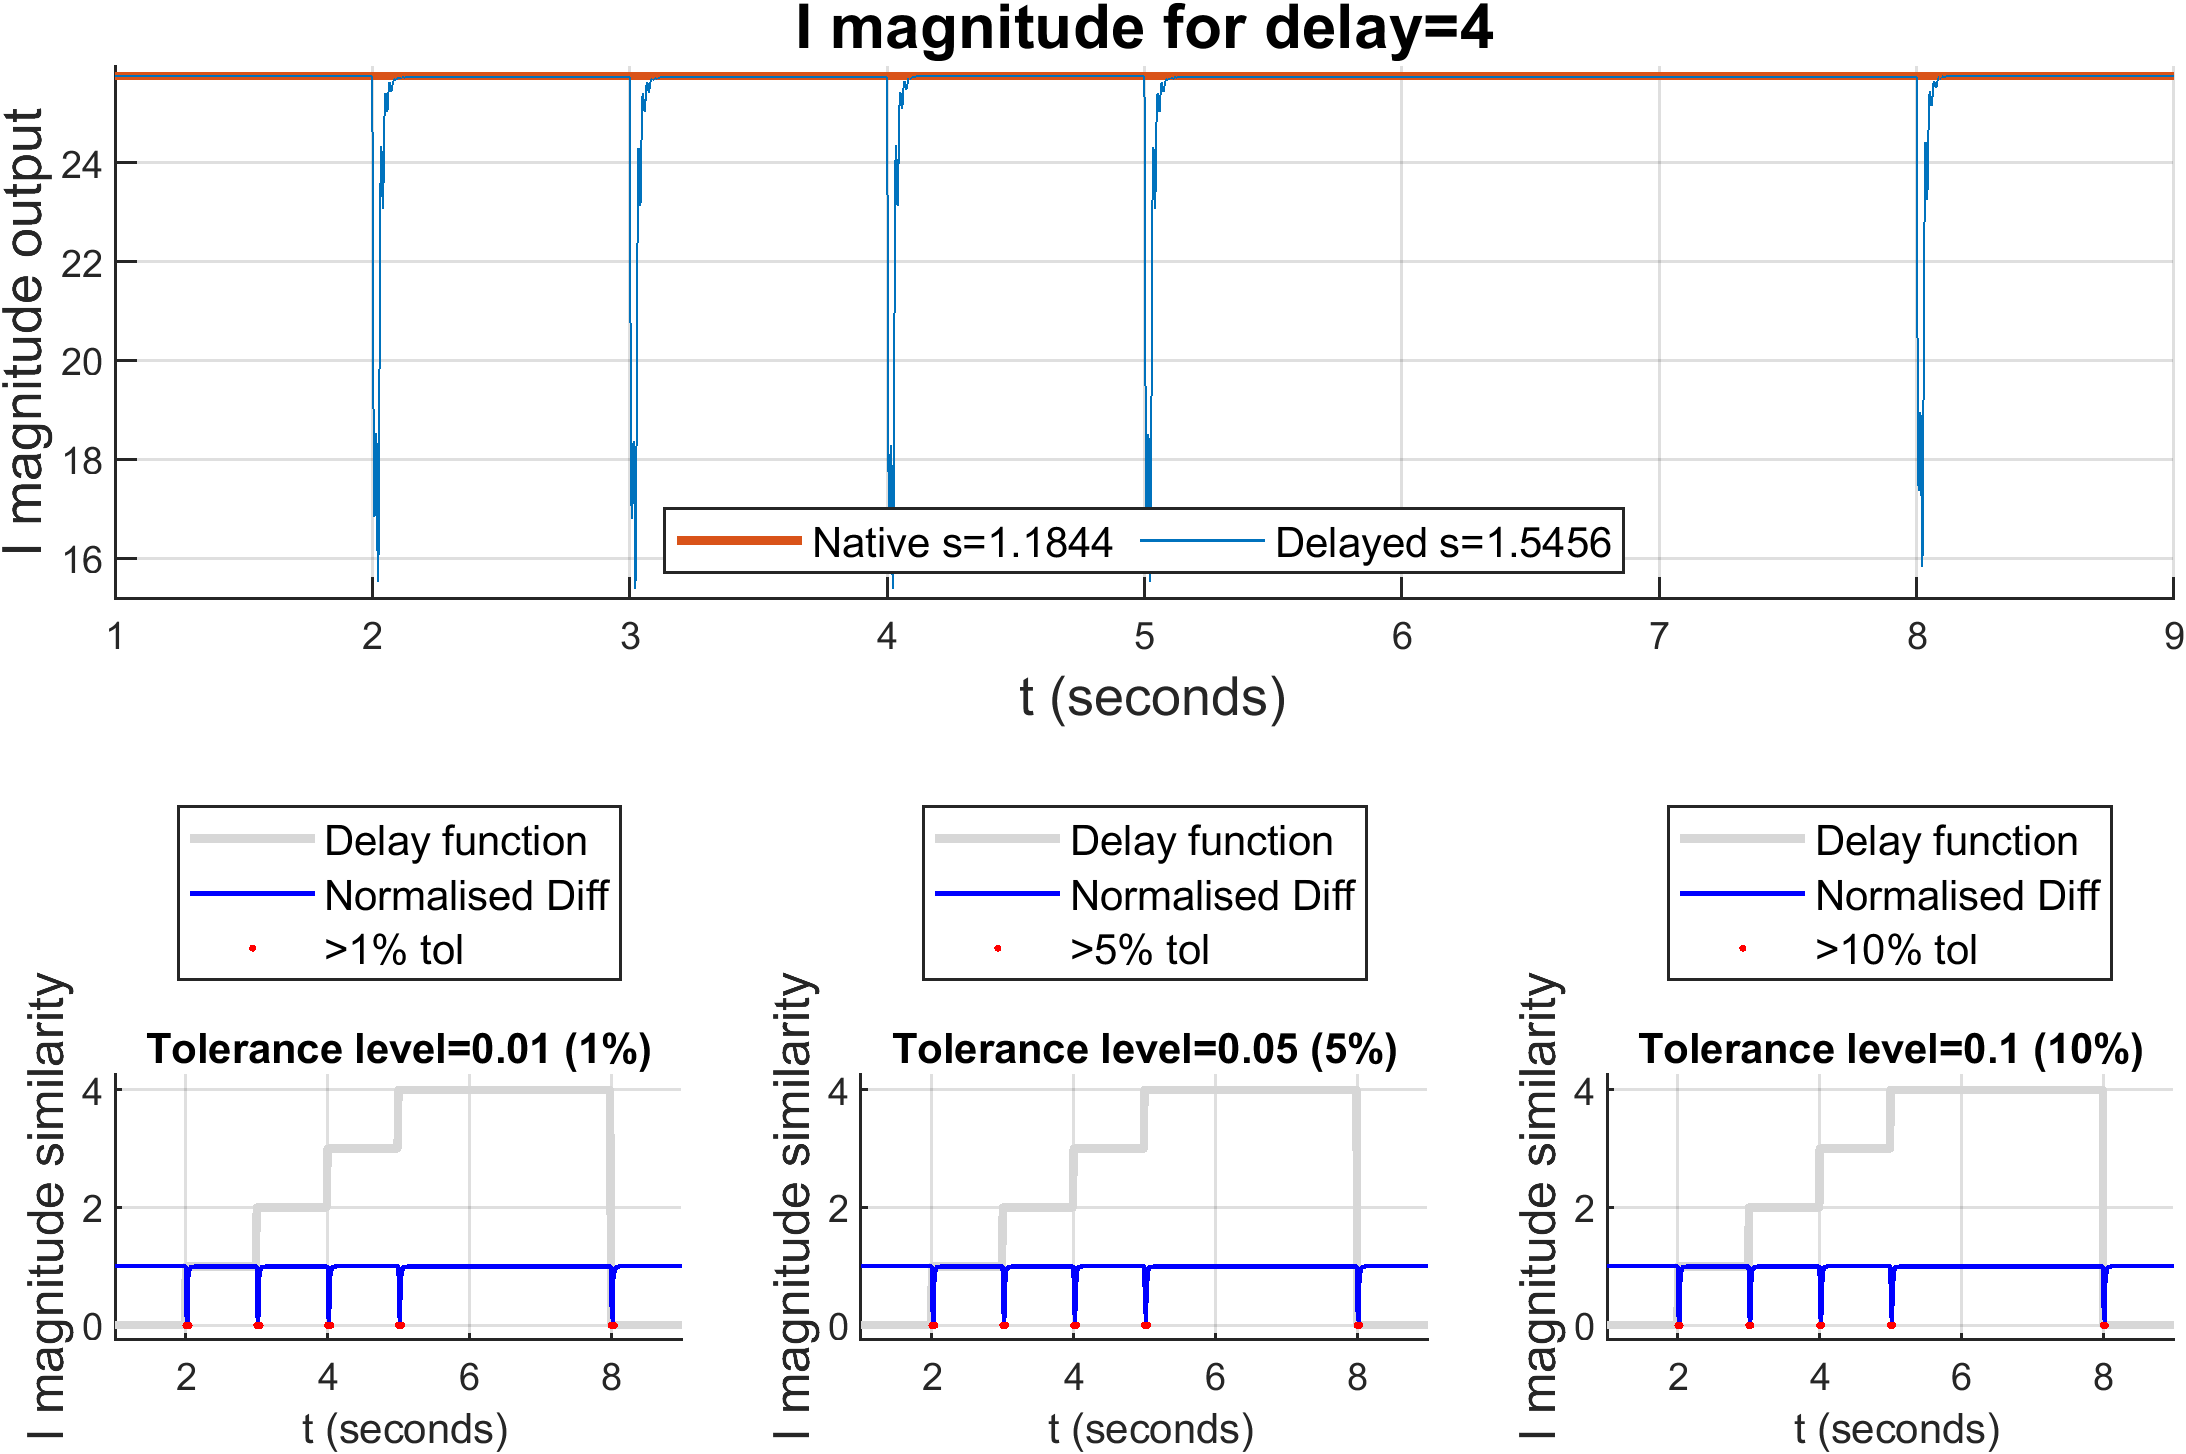 I magnitude for delay=4
I magnitude output
24
22
20
18
16
Native s=1.1844 Delayed s=1.5456
1 2 3 4 5 6 7 8 9
t (seconds)
Delay function
Normalised Diff
>1% tol
Tolerance level=0.01 (1%)
I magnitude similarity
4
2
0
2 4 6 8
t (seconds)
Delay function
Normalised Diff
>5% tol
Tolerance level=0.05 (5%)
I magnitude similarity
4
2
0
2 4 6 8
t (seconds)
Delay function
Normalised Diff
>10% tol
Tolerance level=0.1 (10%)
I magnitude similarity
4
2
0
2 4 6 8
t (seconds)